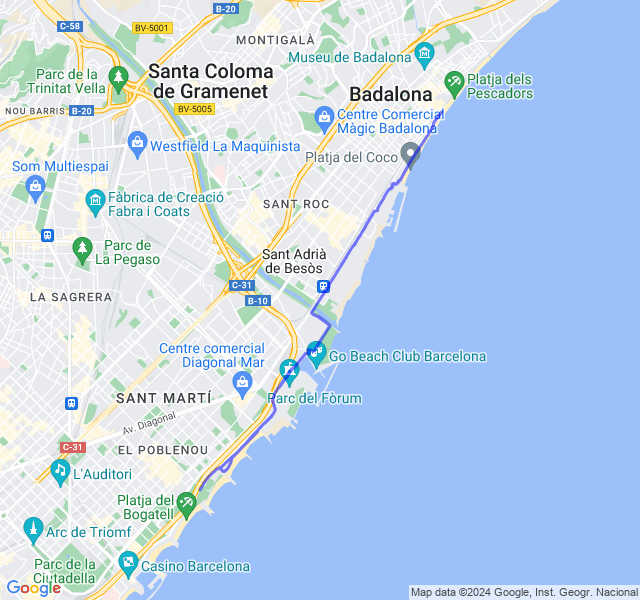 B-20
C-58
BV-5001
MONTIGALÀ
Museu de Badalona
Parc de la
Trinitat Vella
Santa Coloma
de Gramenet
Platja dels
Pescadors
Badalona
NOU BARRIS
B-20
BV-5005
Centre Comercial
Màgic Badalona
Westfield La Maquinista
Platja del Coco
Som Multiespai
Fàbrica de Creació
Fabra i Coats
SANT ROC
Parc de
La Pegaso
Sant Adrià
de Besòs
C-31
B-10
LA SAGRERA
Centre comercial
Diagonal Mar
Go Beach Club Barcelona
SANT MARTÍ
Parc del Fòrum
Av. Diagonal
C-31
EL POBLENOU
L'Auditori
Platja del
Bogatell
Arc de Triomf
Parc de la
Ciutadella
Casino Barcelona
Google
Map data ©2024 Google, Inst. Geogr. Nacional